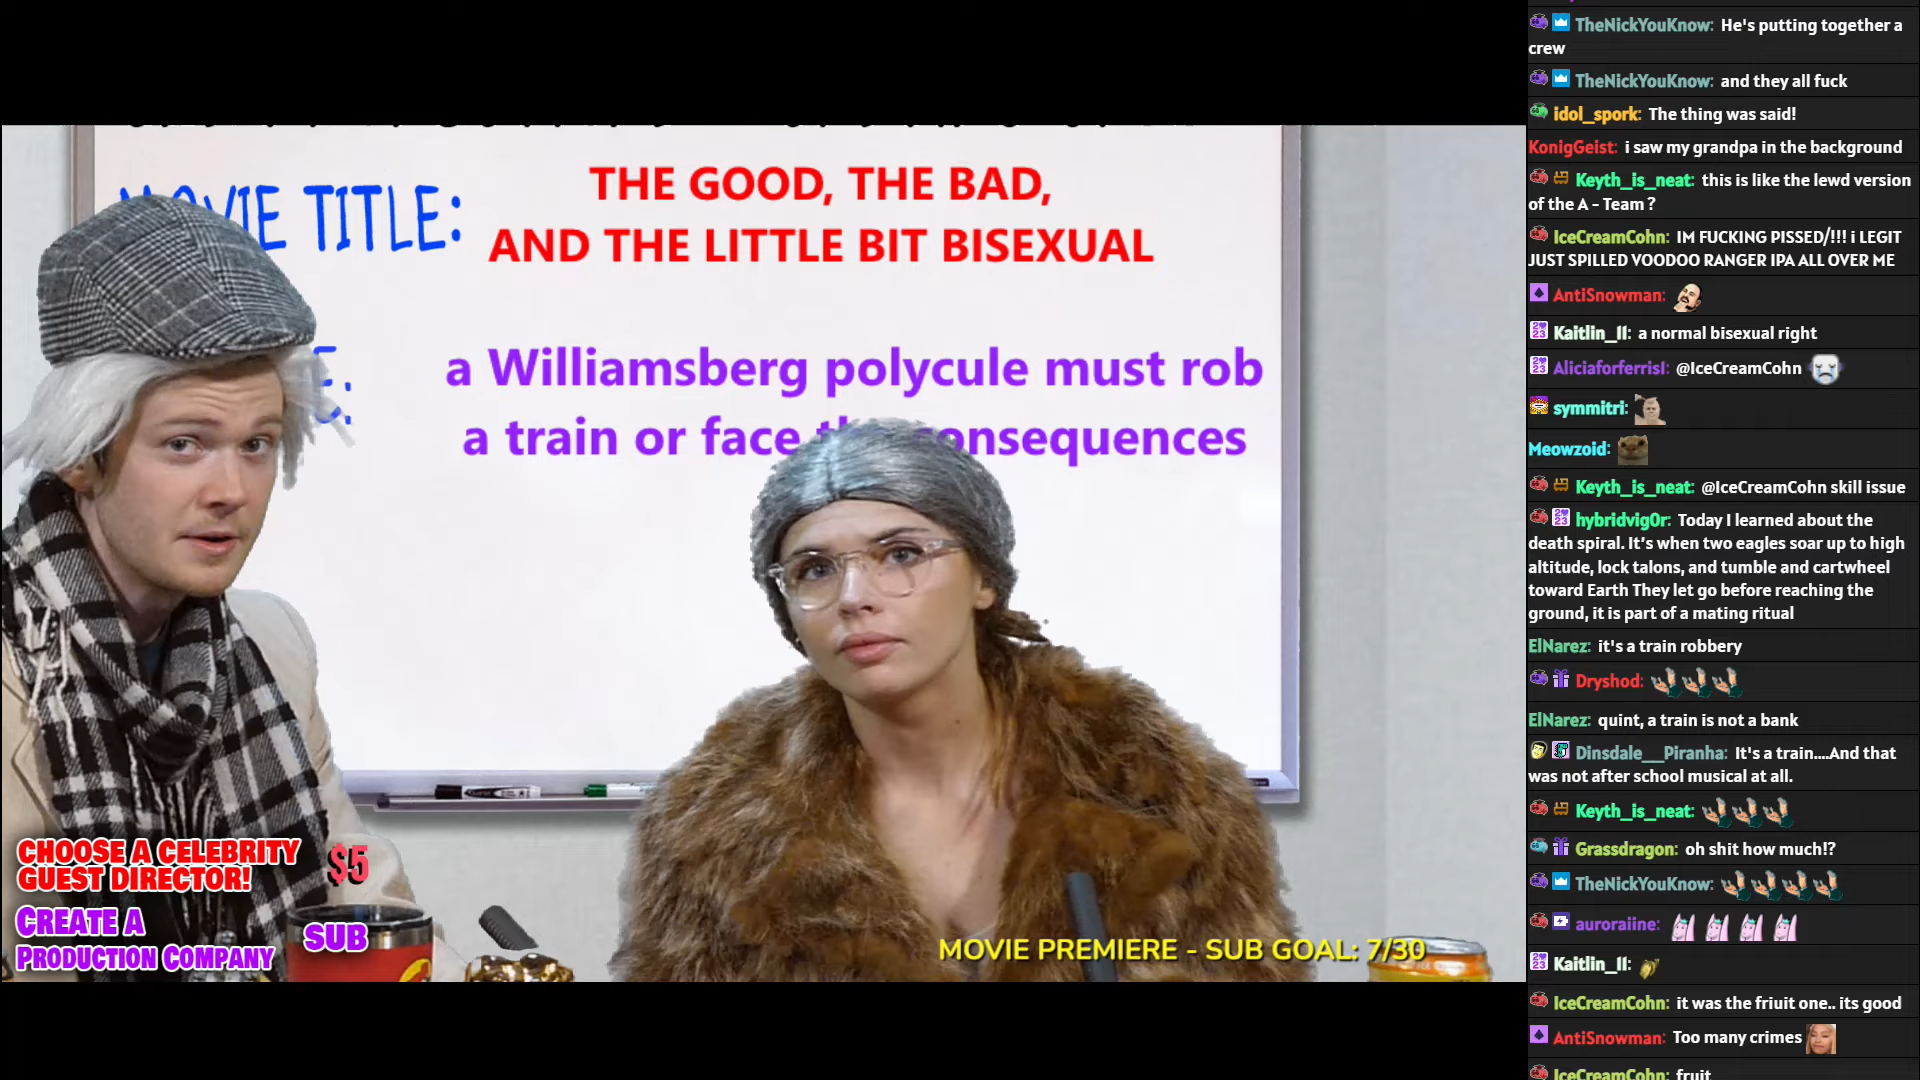 MOVIE TITLE:
THE GOOD, THE BAD,
AND THE LITTLE BIT BISEXUAL
a Williamsberg polycule must rob
a train or face the consequences
CHOOSE A CELEBRITY
GUEST DIRECTOR!
$5
CREATE A
PRODUCTION COMPANY
SUB
MOVIE PREMIERE - SUB GOAL: 7/30
TheNickYouKnow: He's putting together a
crew
TheNickYouKnow: and they all fuck
idol_spork: The thing was said!
KonigGeist: i saw my grandpa in the background
Keyth_is_neat: this is like the lewd version
of the A - Team ?
IceCreamCohn: IM FUCKING PISSED/!!! i LEGIT
JUST SPILLED VOODOO RANGER IPA ALL OVER ME
AntiSnowman:
Kaitlin_ll: a normal bisexual right
Aliciaforferrisl: @IceCreamCohn
symmitri:
Meowzoid:
Keyth_is_neat: @IceCreamCohn skill issue
hybridvig0r: Today I learned about the
death spiral. It's when two eagles soar up to high
altitude, lock talons, and tumble and cartwheel
toward Earth They let go before reaching the
ground, it is part of a mating ritual
ElNarez: it's a train robbery
Dryshod:
ElNarez: quint, a train is not a bank
Dinsdale__Piranha: It's a train....And that
was not after school musical at all.
Keyth_is_neat:
Grassdragon: oh shit how much!?
TheNickYouKnow:
auroraiine:
Kaitlin_ll:
IceCreamCohn: it was the friuit one.. its good
AntiSnowman: Too many crimes
IceCreamCohn: fruit